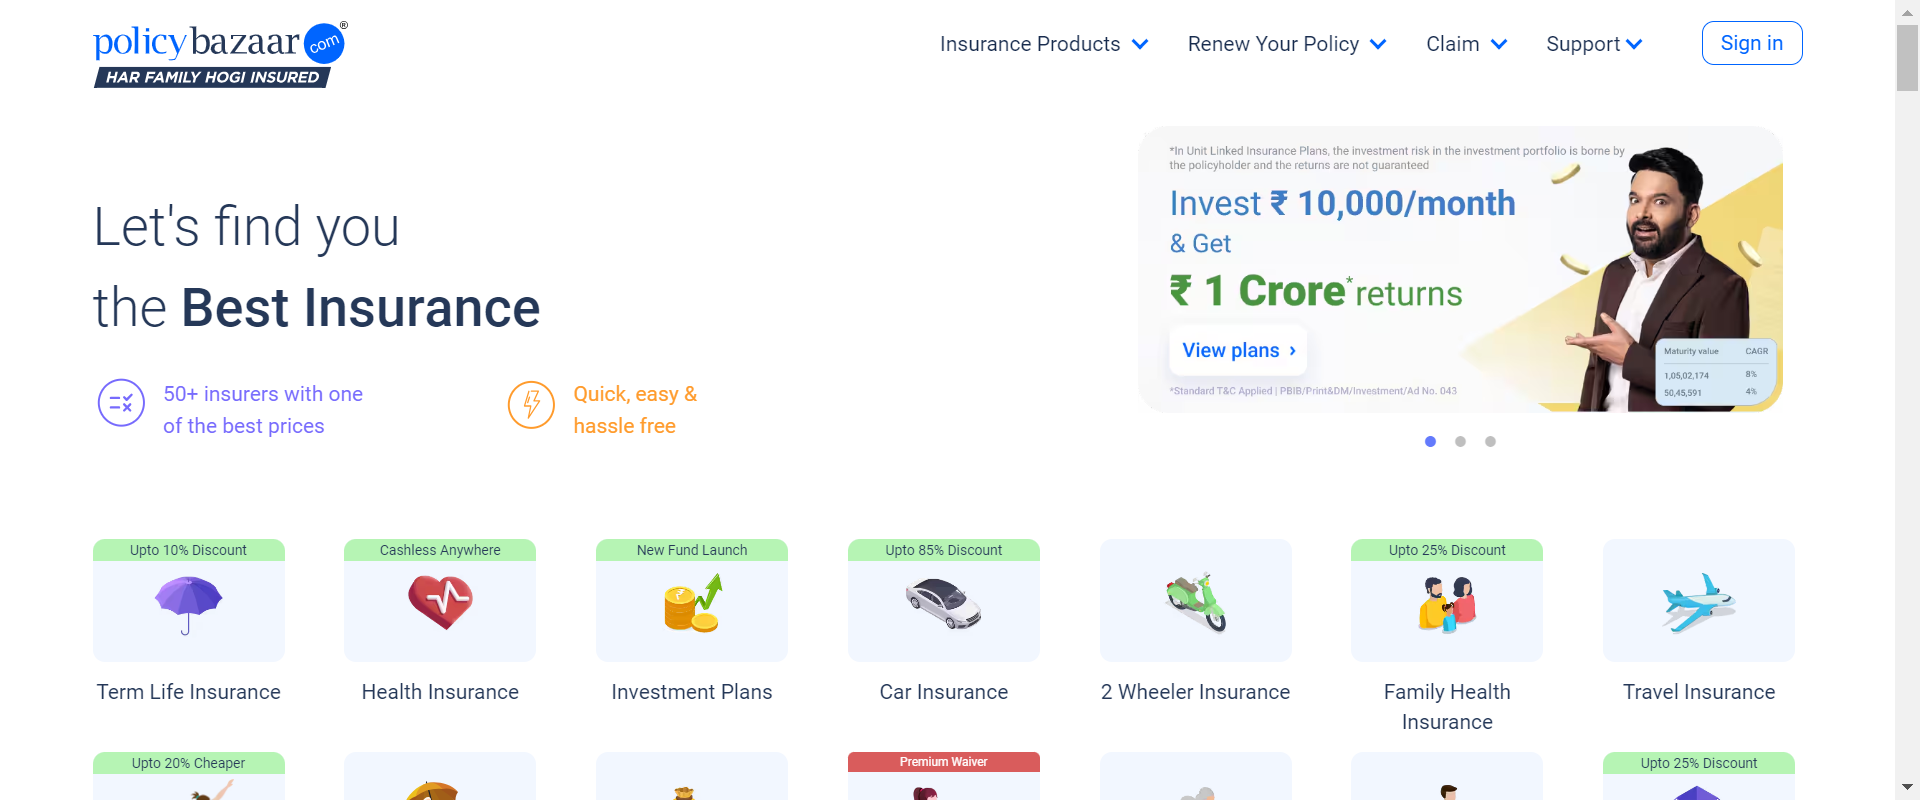 policybazaar com ®
HAR FAMILY HOGI INSURED
Insurance Products
Renew Your Policy
Claim
Support
Sign in
Let's find you
the Best Insurance
50+ insurers with one
of the best prices
Quick, easy &
hassle free
*In Unit Linked Insurance Plans, the investment risk in the investment portfolio is borne by
the policyholder and the returns are not guaranteed
Invest ₹ 10,000/month
& Get
₹ 1 Crore* returns
View plans ›
*Standard T&C Applied | PBIB/Print&DM/Investment/Ad No. 043
Maturity value CAGR
1,05,02,174 8%
50,45,591 4%
Upto 10% Discount
Term Life Insurance
Cashless Anywhere
Health Insurance
New Fund Launch
₹
Investment Plans
Upto 85% Discount
Car Insurance
2 Wheeler Insurance
Upto 25% Discount
Family Health
Insurance
Travel Insurance
Upto 20% Cheaper
Premium Waiver
Upto 25% Discount